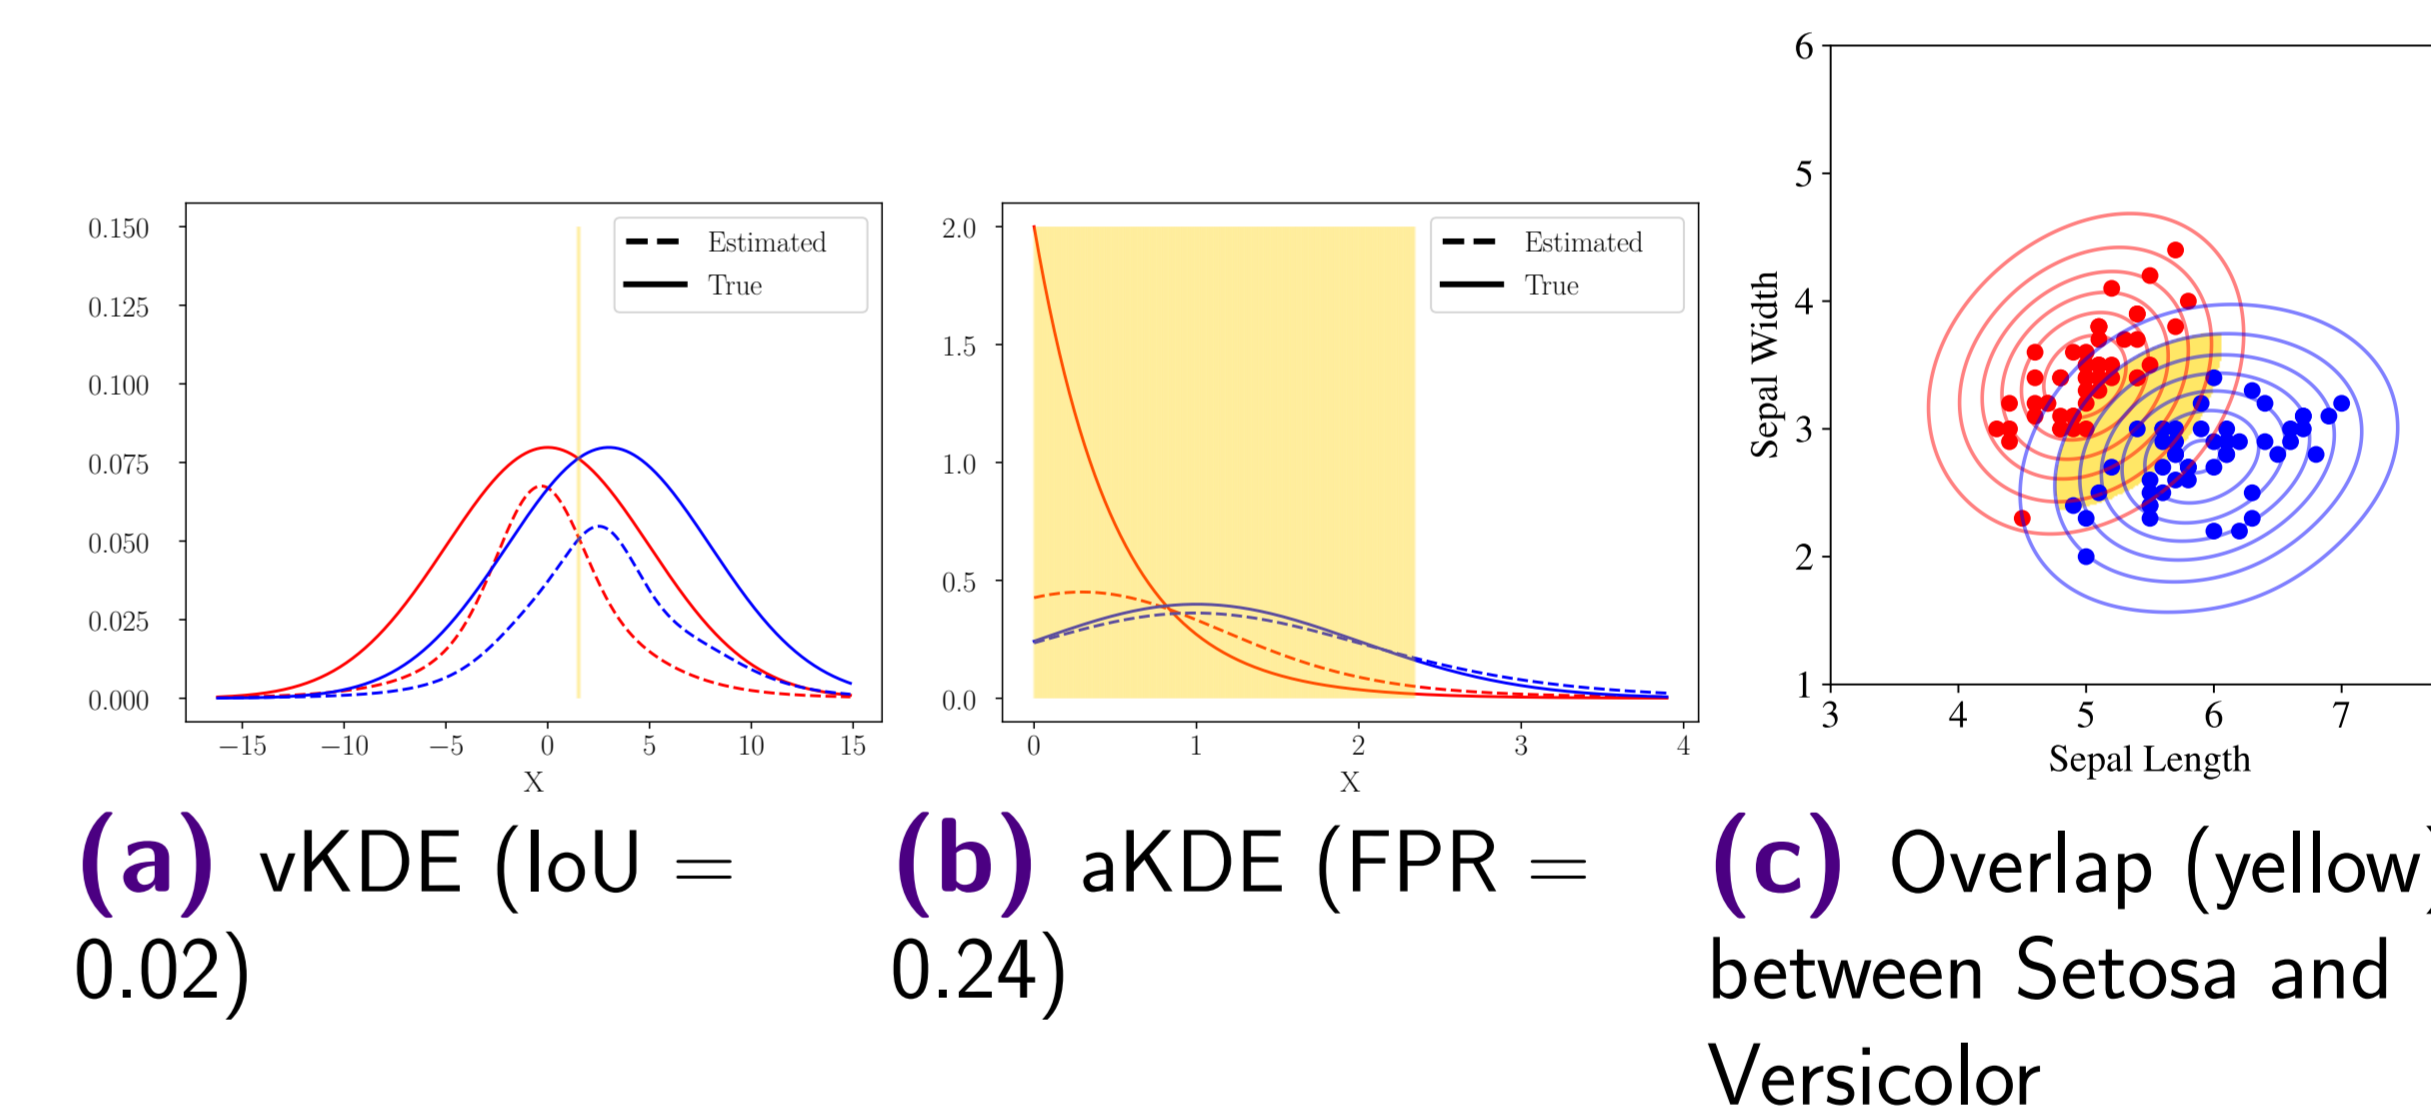 0.150
0.125
0.100
0.075
0.050
0.025
0.000
−15 −10 −5 0 5 10 15
X
Estimated
True
(a) vKDE (IoU =
0.02)
2.0
1.5
1.0
0.5
0.0
0 1 2 3 4
X
Estimated
True
(b) aKDE (FPR =
0.24)
6
5
4
3
2
1
Sepal Width
3 4 5 6 7
Sepal Length
(c) Overlap (yellow)
between Setosa and
Versicolor